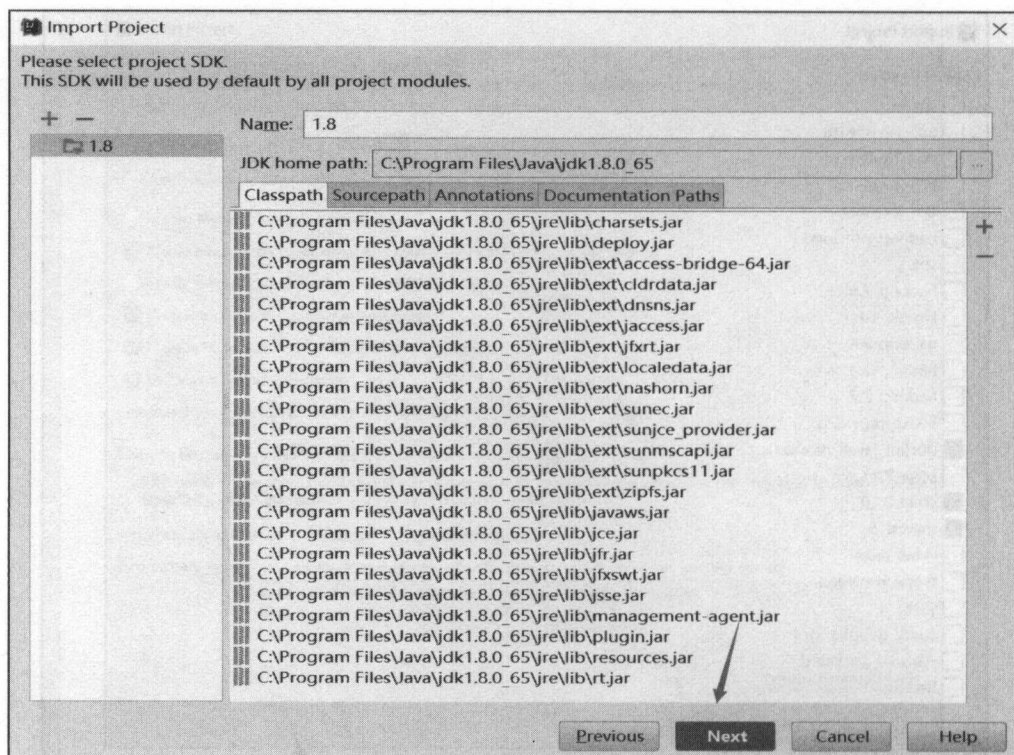 Import Project
Please select project SDK.
This SDK will be used by default by all project modules.
1.8
Name: 1.8
JDK home path: C:\Program Files\Java\jdk1.8.0_65 ...
Classpath Sourcepath Annotations Documentation Paths
C:\Program Files\Java\jdk1.8.0_65\jre\lib\charsets.jar
C:\Program Files\Java\jdk1.8.0_65\jre\lib\deploy.jar
C:\Program Files\Java\jdk1.8.0_65\jre\lib\ext\access-bridge-64.jar
C:\Program Files\Java\jdk1.8.0_65\jre\lib\ext\cldrdata.jar
C:\Program Files\Java\jdk1.8.0_65\jre\lib\ext\dnsns.jar
C:\Program Files\Java\jdk1.8.0_65\jre\lib\ext\jaccess.jar
C:\Program Files\Java\jdk1.8.0_65\jre\lib\ext\jfxrt.jar
C:\Program Files\Java\jdk1.8.0_65\jre\lib\ext\localedata.jar
C:\Program Files\Java\jdk1.8.0_65\jre\lib\ext\nashorn.jar
C:\Program Files\Java\jdk1.8.0_65\jre\lib\ext\sunec.jar
C:\Program Files\Java\jdk1.8.0_65\jre\lib\ext\sunjce_provider.jar
C:\Program Files\Java\jdk1.8.0_65\jre\lib\ext\sunmscapi.jar
C:\Program Files\Java\jdk1.8.0_65\jre\lib\ext\sunpkcs11.jar
C:\Program Files\Java\jdk1.8.0_65\jre\lib\ext\zipfs.jar
C:\Program Files\Java\jdk1.8.0_65\jre\lib\javaws.jar
C:\Program Files\Java\jdk1.8.0_65\jre\lib\jce.jar
C:\Program Files\Java\jdk1.8.0_65\jre\lib\jfr.jar
C:\Program Files\Java\jdk1.8.0_65\jre\lib\jfxswt.jar
C:\Program Files\Java\jdk1.8.0_65\jre\lib\jsse.jar
C:\Program Files\Java\jdk1.8.0_65\jre\lib\management-agent.jar
C:\Program Files\Java\jdk1.8.0_65\jre\lib\plugin.jar
C:\Program Files\Java\jdk1.8.0_65\jre\lib\resources.jar
C:\Program Files\Java\jdk1.8.0_65\jre\lib\rt.jar
Previous Next Cancel Help